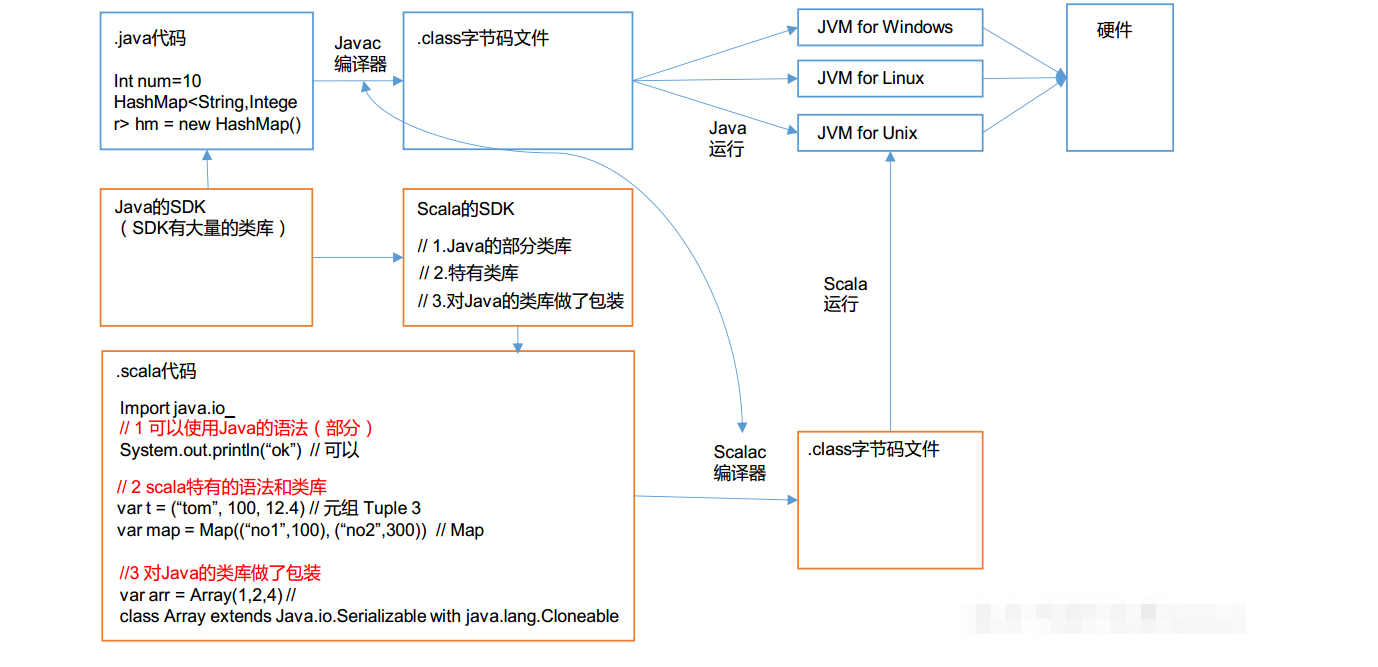 .java代码
Int num=10
HashMap<String,Intege
r> hm = new HashMap()
Javac
编译器
.class字节码文件
JVM for Windows
JVM for Linux
JVM for Unix
Java
运行
硬件
Java的SDK
（SDK有大量的类库）
Scala的SDK
// 1.Java的部分类库
// 2.特有类库
// 3.对Java的类库做了包装
Scala
运行
.scala代码
Import java.io_
// 1 可以使用Java的语法（部分）
System.out.println(“ok”) // 可以
// 2 scala特有的语法和类库
var t = (“tom”, 100, 12.4) // 元组 Tuple 3
var map = Map((“no1”,100), (“no2”,300)) // Map
//3 对Java的类库做了包装
var arr = Array(1,2,4) //
class Array extends Java.io.Serializable with java.lang.Cloneable
Scalac
编译器
.class字节码文件